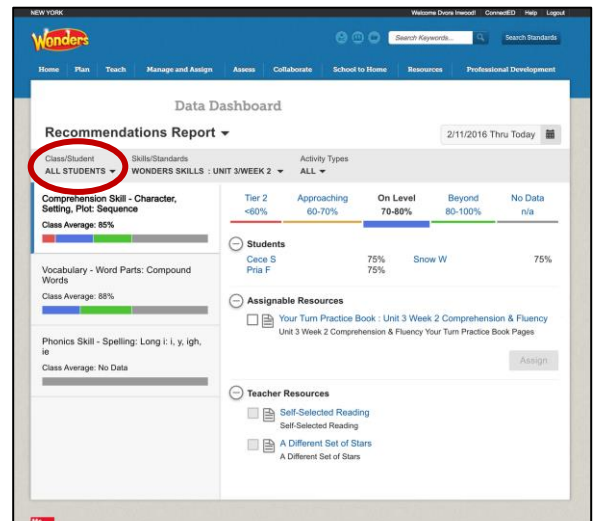 NEW YORK
Welcome Dvora Inwood! ConnectED Help Logout
Wonders
Search Keywords...
Search Standards
Home Plan Teach Manage and Assign Assess Collaborate School to Home Resources Professional Development
Data Dashboard
Recommendations Report
2/11/2016 Thru Today
Class/Student Skills/Standards Activity Types
ALL STUDENTS WONDERS SKILLS : UNIT 3/WEEK 2 ALL
Comprehension Skill - Character,
Setting, Plot: Sequence
Class Average: 85%
Vocabulary - Word Parts: Compound
Words
Class Average: 88%
Phonics Skill - Spelling: Long i: i, y, igh,
ie
Class Average: No Data
Tier 2 Approaching On Level Beyond No Data
<60% 60-70% 70-80% 80-100% n/a
Students
Cece S 75% Snow W 75%
Pria F 75%
Assignable Resources
Your Turn Practice Book : Unit 3 Week 2 Comprehension & Fluency
Unit 3 Week 2 Comprehension & Fluency Your Turn Practice Book Pages
Assign
Teacher Resources
Self-Selected Reading
Self-Selected Reading
A Different Set of Stars
A Different Set of Stars